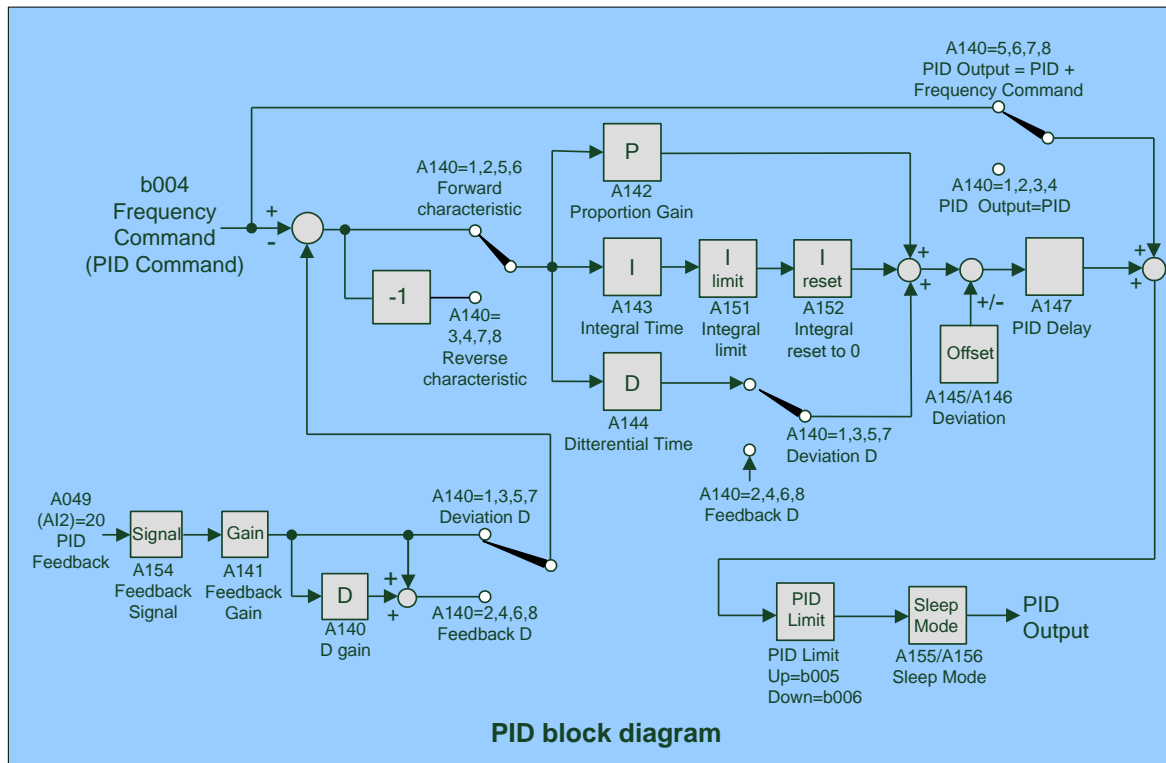 A140=5,6,7,8
PID Output = PID +
Frequency Command
A140=1,2,3,4
PID Output=PID
b004
Frequency
Command
(PID Command)
+
-
A140=1,2,5,6
Forward
characteristic
-1
A140=
3,4,7,8
Reverse
characteristic
P
A142
Proportion Gain
I
A143
Integral Time
I
limit
A151
Integral
limit
I
reset
A152
Integral
reset to 0
D
A144
Ditterential Time
A140=1,3,5,7
Deviation D
A140=2,4,6,8
Feedback D
+
+
+
+/-
Offset
A145/A146
Deviation
A147
PID Delay
+
+
A049
(AI2)=20
PID
Feedback
Signal
A154
Feedback
Signal
Gain
A141
Feedback
Gain
D
A140
D gain
+
+
A140=1,3,5,7
Deviation D
A140=2,4,6,8
Feedback D
PID
Limit
PID Limit
Up=b005
Down=b006
Sleep
Mode
A155/A156
Sleep Mode
PID
Output
PID block diagram